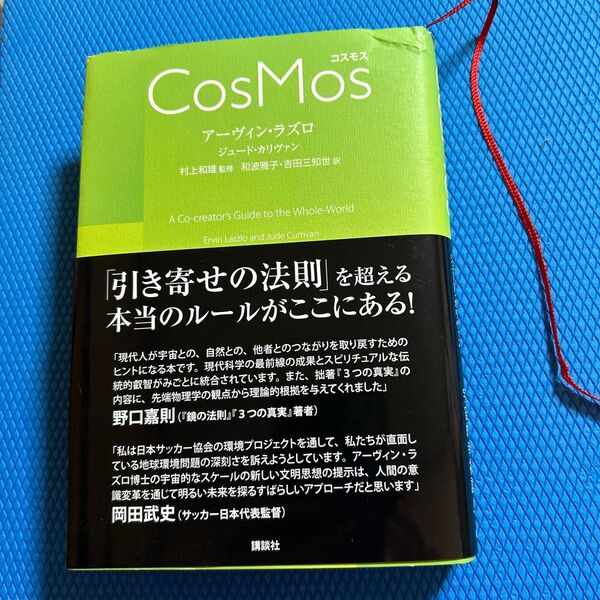 コスモス
CosMos
アーヴィン・ラズロ
ジュード・カリヴァン
村上和雄 監修 和波雅子・吉田三知世 訳
A Co-creator's Guide to the Whole-World
Ervin Laszlo and Jude Currivan
「引き寄せの法則」を超える
本当のルールがここにある!
「現代人が宇宙との、自然との、他者とのつながりを取り戻すための
ヒントになる本です。現代科学の最前線の成果とスピリチュアルな伝
統的叡智がみごとに統合されています。また、拙著『3つの真実』の
内容に、先端物理学の観点から理論的根拠を与えてくれました」
野口嘉則(『鏡の法則』『3つの真実』著者)
「私は日本サッカー協会の環境プロジェクトを通して、私たちが直面し
ている地球環境問題の深刻さを訴えようとしています。アーヴィン・ラ
ズロ博士の宇宙的なスケールの新しい文明思想の提示は、人間の意
識変革を通じて明るい未来を探るすばらしいアプローチだと思います」
岡田武史(サッカー日本代表監督)
講談社